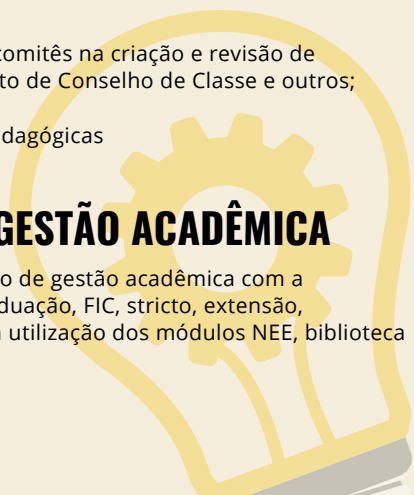 comitês na criação e revisão de
to de Conselho de Classe e outros;
dagógicas
GESTÃO ACADÊMICA
o de gestão acadêmica com a
duação, FIC, stricto, extensão,
utilização dos módulos NEE, biblioteca